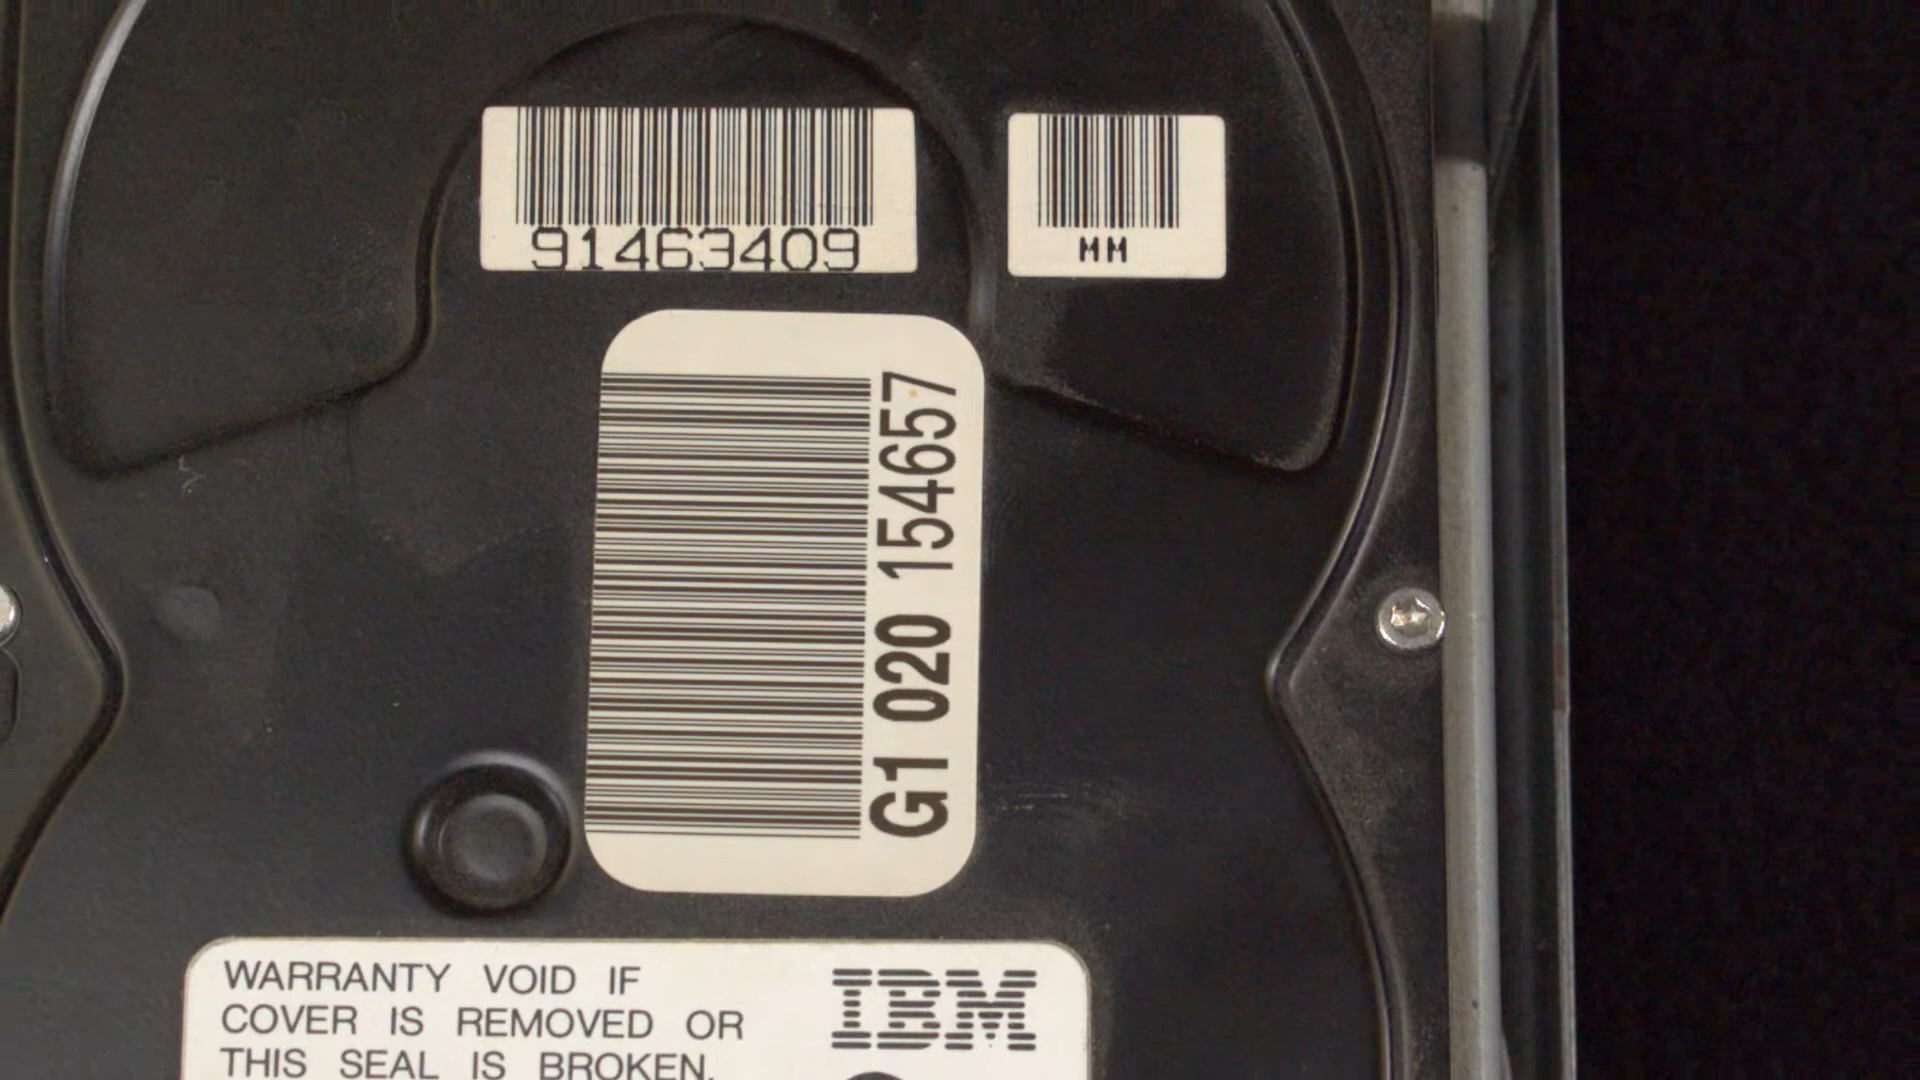 91463409
MM
G1 020 154657
WARRANTY VOID IF
COVER IS REMOVED OR
THIS SEAL IS BROKEN.
IBM